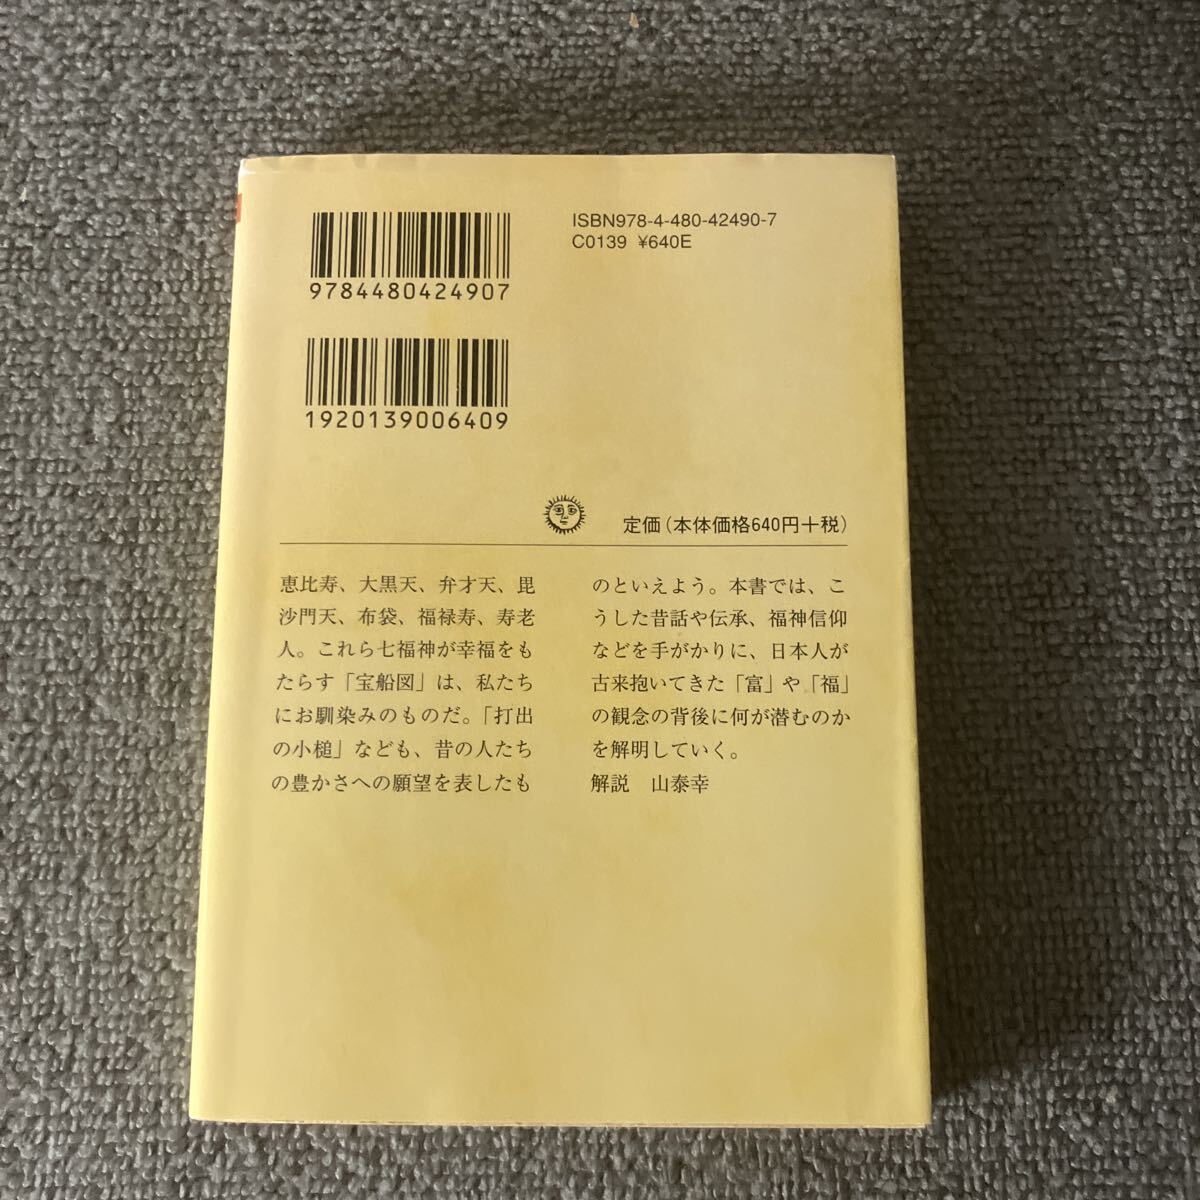 ISBN978-4-480-42490-7
C0139 ¥640E
9784480424907
1920139006409
定価(本体価格640円+税)
恵比寿、大黒天、弁才天、毘
沙門天、布袋、福禄寿、寿老
人。これら七福神が幸福をも
たらす「宝船図」は、私たち
にお馴染みのものだ。「打出
の小槌」なども、昔の人たち
の豊かさへの願望を表したも
のといえよう。本書では、こ
うした昔話や伝承、福神信仰
などを手がかりに、日本人が
古来抱いてきた「富」や「福」
の観念の背後に何が潜むのか
を解明していく。
解説 山泰幸